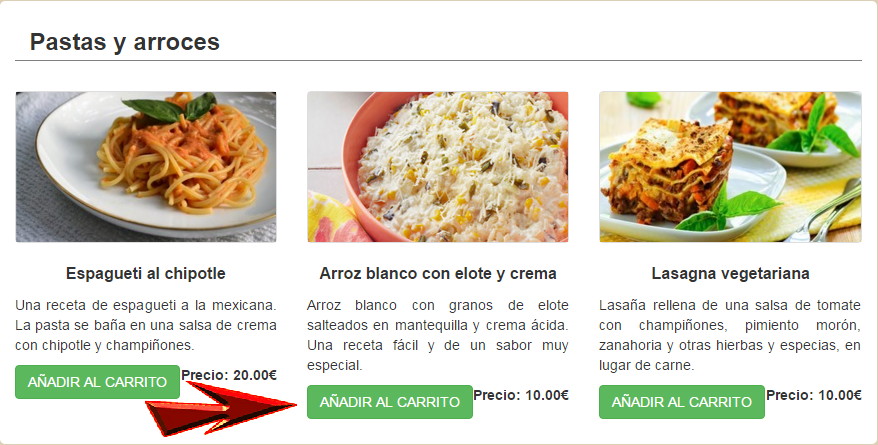 Pastas y arroces
Espagueti al chipotle
Una receta de espagueti a la mexicana.
La pasta se baña en una salsa de crema
con chipotle y champiñones.
AÑADIR AL CARRITO
Precio: 20.00€
Arroz blanco con elote y crema
Arroz blanco con granos de elote
salteados en mantequilla y crema ácida.
Una receta fácil y de un sabor muy
especial.
AÑADIR AL CARRITO
Precio: 10.00€
Lasagna vegetariana
Lasaña rellena de una salsa de tomate
con champiñones, pimiento morón,
zanahoria y otras hierbas y especias, en
lugar de carne.
AÑADIR AL CARRITO
Precio: 10.00€